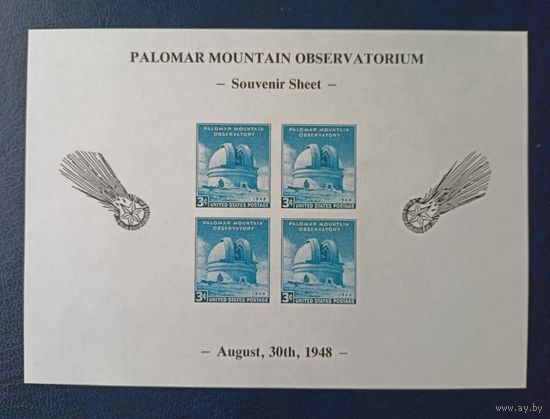 PALOMAR MOUNTAIN OBSERVATORIUM
– Souvenir Sheet –
PALOMAR MOUNTAIN
OBSERVATORY
1948
3¢ UNITED STATES POSTAGE
PALOMAR MOUNTAIN
OBSERVATORY
1948
3¢ UNITED STATES POSTAGE
PALOMAR MOUNTAIN
OBSERVATORY
1948
3¢ UNITED STATES POSTAGE
PALOMAR MOUNTAIN
OBSERVATORY
1948
3¢ UNITED STATES POSTAGE
– August, 30th, 1948 –
www.ay.by